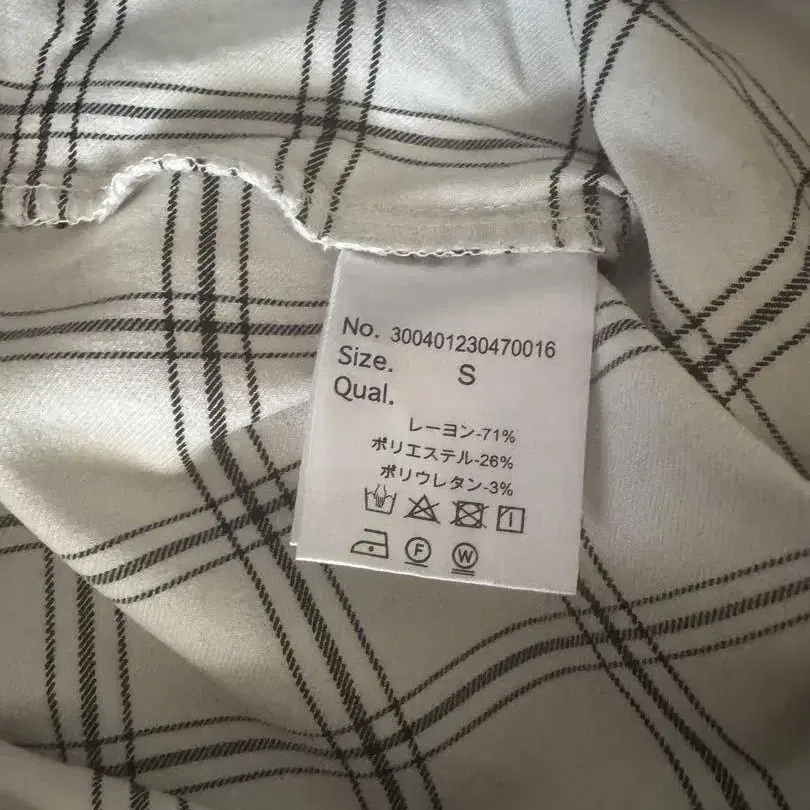 No. 300401230470016
Size. S
Qual.
レーヨン-71%
ポリエステル-26%
ポリウレタン-3%
F W